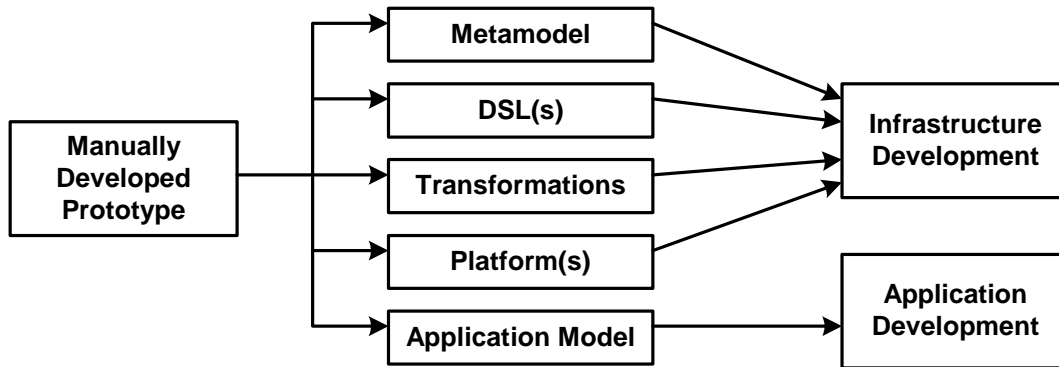 Manually
Developed
Prototype
Metamodel
DSL(s)
Transformations
Platform(s)
Application Model
Infrastructure
Development
Application
Development